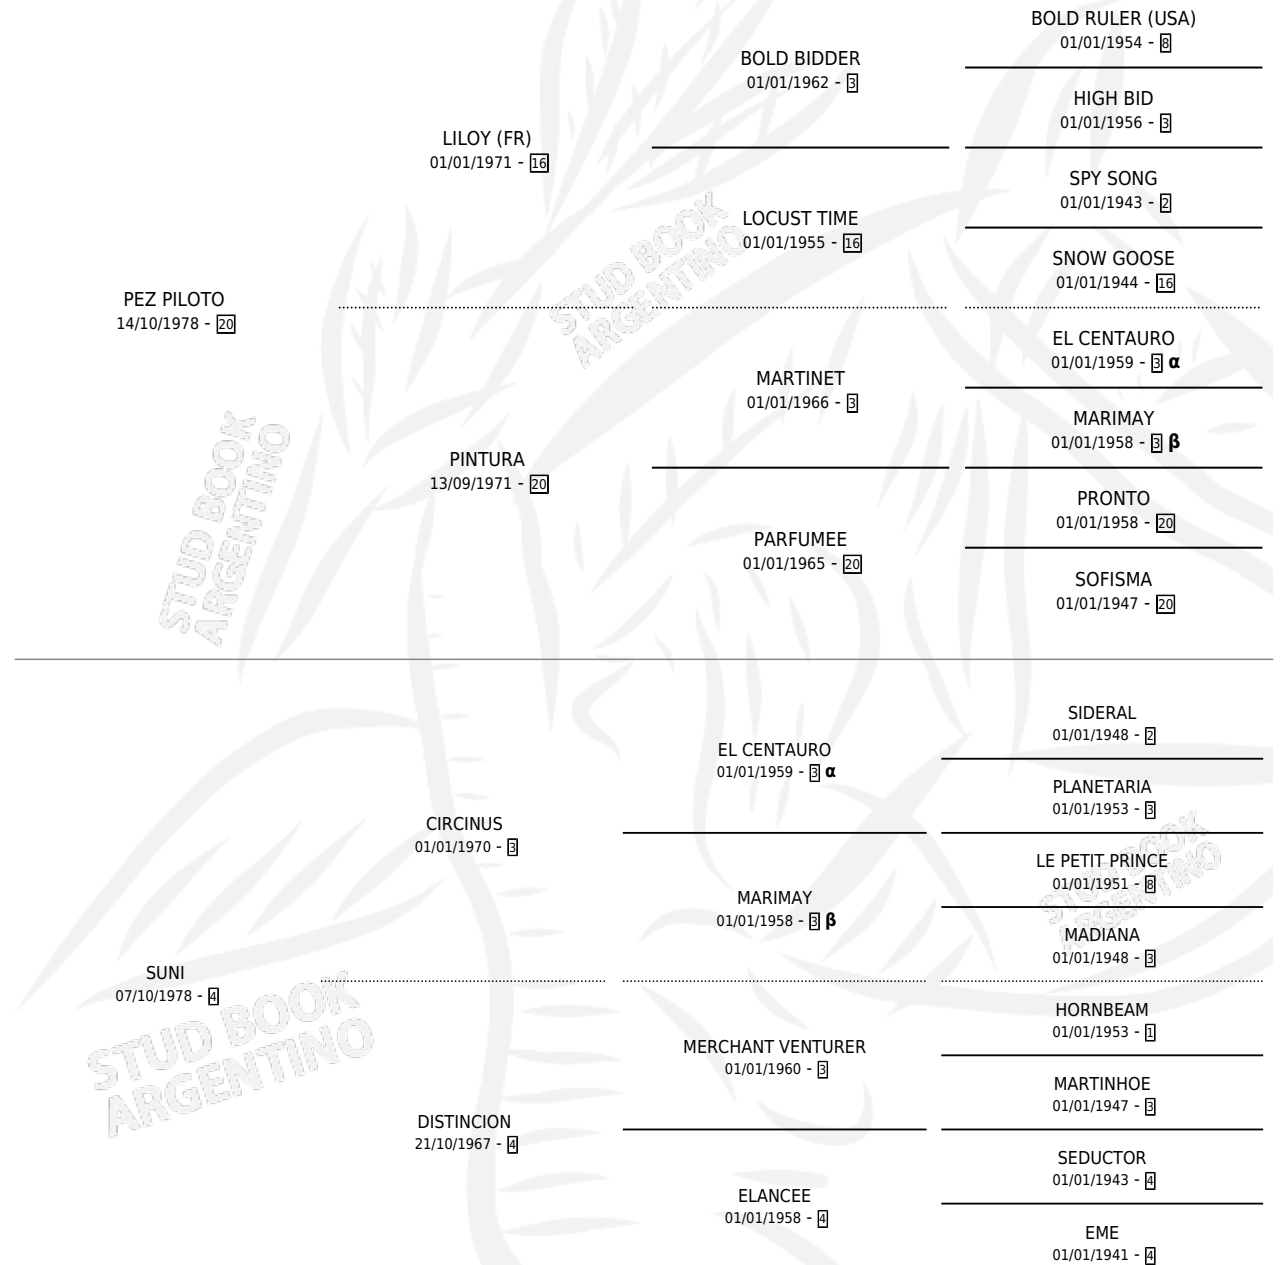 PEZ PILOTO
14/10/1978 - 20
LILOY (FR)
01/01/1971 - 16
BOLD BIDDER
01/01/1962 - 3
BOLD RULER (USA)
01/01/1954 - 8
HIGH BID
01/01/1956 - 3
LOCUST TIME
01/01/1955 - 16
SPY SONG
01/01/1943 - 2
SNOW GOOSE
01/01/1944 - 16
PINTURA
13/09/1971 - 20
MARTINET
01/01/1966 - 3
EL CENTAURO
01/01/1959 - 3 α
MARIMAY
01/01/1958 - 3 β
PARFUMEE
01/01/1965 - 20
PRONTO
01/01/1958 - 20
SOFISMA
01/01/1947 - 20
SUNI
07/10/1978 - 4
CIRCINUS
01/01/1970 - 3
EL CENTAURO
01/01/1959 - 3 α
SIDERAL
01/01/1948 - 2
PLANETARIA
01/01/1953 - 3
MARIMAY
01/01/1958 - 3 β
LE PETIT PRINCE
01/01/1951 - 8
MADIANA
01/01/1948 - 3
DISTINCION
21/10/1967 - 4
MERCHANT VENTURER
01/01/1960 - 3
HORNBEAM
01/01/1953 - 1
MARTINHOE
01/01/1947 - 3
ELANCEE
01/01/1958 - 4
SEDUCTOR
01/01/1943 - 4
EME
01/01/1941 - 4
STUD BOOK
ARGENTINO
STUD BOOK
ARGENTINO
STUD BOOK
ARGENTINO
STUD BOOK
ARGENTINO